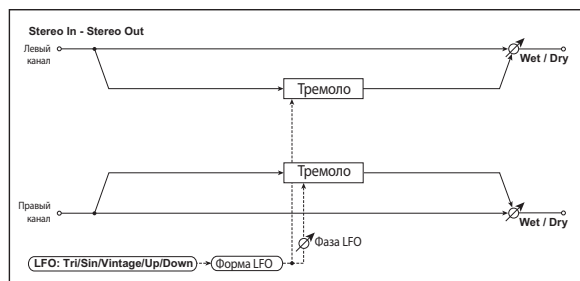 Stereo In - Stereo Out
Левый
канал
Wet / Dry
Тремоло
Тремоло
Правый
канал
Wet / Dry
Фаза LFO
LFO: Tri/Sin/Vintage/Up/Down
Форма LFO